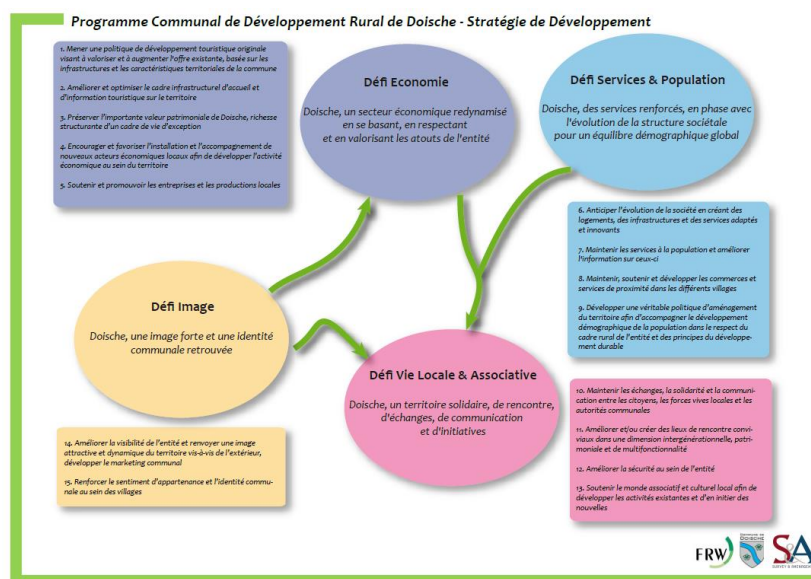 Programme Communal de Développement Rural de Doische - Stratégie de Développement
1. Mener une politique de développement touristique originale
visant à valoriser et à augmenter l'offre existante, basée sur les
infrastructures et les caractéristiques territoriales de la commune
2. Améliorer et optimiser le cadre infrastructurel d'accueil et
d'information touristique sur le territoire
3. Préserver l'importante valeur patrimoniale de Doische, richesse
structurante d'un cadre de vie d'exception
4. Encourager et favoriser l'installation et l'accompagnement de
nouveaux acteurs économiques locaux afin de développer l'activité
économique au sein du territoire
5. Soutenir et promouvoir les entreprises et les productions locales
Défi Economie
Doische, un secteur économique redynamisé
en se basant, en respectant
et en valorisant les atouts de l'entité
Défi Services & Population
Doische, des services renforcés, en phase avec
l'évolution de la structure sociétale
pour un équilibre démographique global
6. Anticiper l'évolution de la société en créant des
logements, des infrastructures et des services adaptés
et innovants
7. Maintenir les services à la population et améliorer
l'information sur ceux-ci
8. Maintenir, soutenir et développer les commerces et
services de proximité dans les différents villages
9. Développer une véritable politique d'aménagement
du territoire afin d'accompagner le développement
démographique de la population dans le respect du
cadre rural de l'entité et des principes du développe-
ment durable
Défi Image
Doische, une image forte et une identité
communale retrouvée
Défi Vie Locale & Associative
Doische, un territoire solidaire, de rencontre,
d'échanges, de communication
et d'initiatives
10. Maintenir les échanges, la solidarité et la communi-
cation entre les citoyens, les forces vives locales et les
autorités communales
11. Améliorer et/ou créer des lieux de rencontre convi-
viaux dans une dimension intergénérationnelle, patri-
moniale et de multifonctionnalité
12. Améliorer la sécurité au sein de l'entité
13. Soutenir le monde associatif et culturel local afin de
développer les activités existantes et d'en initier des
nouvelles
14. Améliorer la visibilité de l'entité et renvoyer une image
attractive et dynamique du territoire vis-à-vis de l'extérieur,
développer le marketing communal
15. Renforcer le sentiment d'appartenance et l'identité commu-
nale au sein des villages
FRW
DOISCHE
S&A